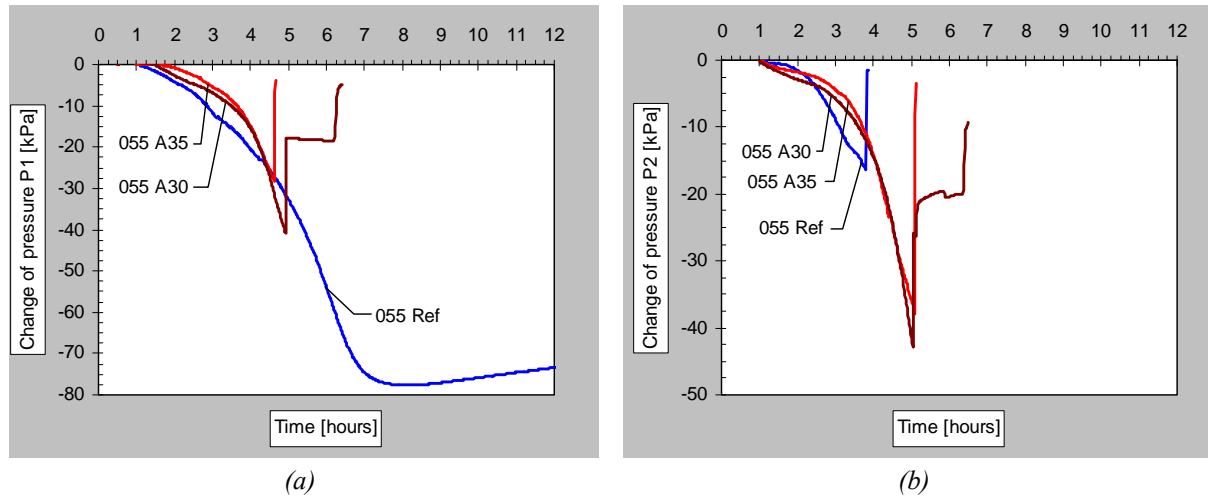 0 1 2 3 4 5 6 7 8 9 10 11 12
0
-10
-20
-30
-40
-50
-60
-70
-80
Change of pressure P1 [kPa]
055 A35
055 A30
055 Ref
Time [hours]
(a)
0 1 2 3 4 5 6 7 8 9 10 11 12
0
-10
-20
-30
-40
-50
Change of pressure P2 [kPa]
055 A30
055 A35
055 Ref
Time [hours]
(b)